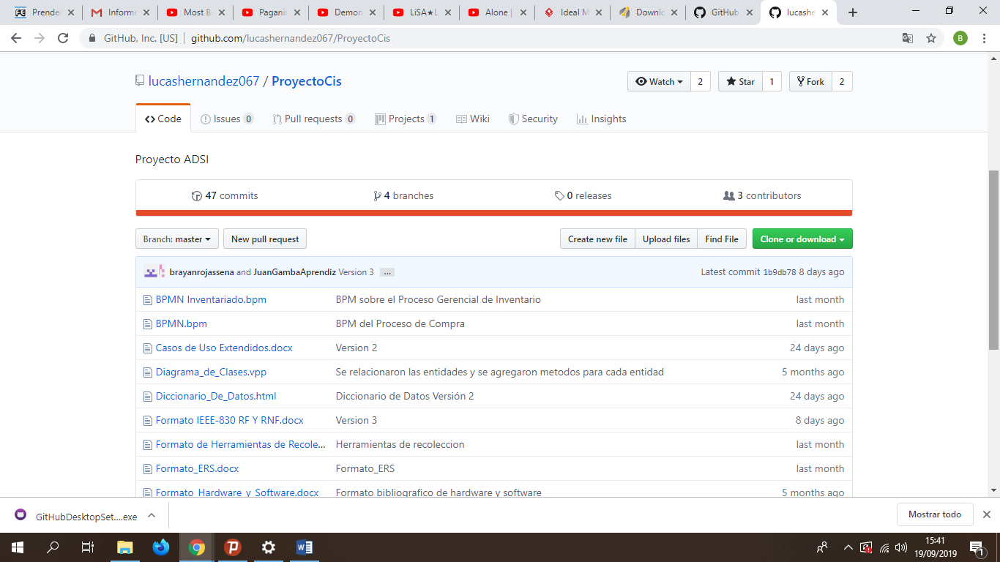 Prende
Informe
Most B
Paganin
Demon
LiSA★L
Alone |
Ideal M
Downlo
GitHub
lucashe
GitHub, Inc. [US] | github.com/lucashernandez067/ProyectoCis B
lucashernandez067 / ProyectoCis Watch 2 Star 1 Fork 2
Code Issues 0 Pull requests 0 Projects 1 Wiki Security Insights
Proyecto ADSI
47 commits 4 branches 0 releases 3 contributors
Branch: master New pull request Create new file Upload files Find File Clone or download
brayanrojassena and JuanGambaAprendiz Version 3 ... Latest commit 1b9db78 8 days ago
BPMN Inventariado.bpm BPM sobre el Proceso Gerencial de Inventario last month
BPMN.bpm BPM del Proceso de Compra last month
Casos de Uso Extendidos.docx Version 2 24 days ago
Diagrama_de_Clases.vpp Se relacionaron las entidades y se agregaron metodos para cada entidad 5 months ago
Diccionario_De_Datos.html Diccionario de Datos Versión 2 24 days ago
Formato IEEE-830 RF Y RNF.docx Version 3 8 days ago
Formato de Herramientas de Recole... Herramientas de recoleccion last month
Formato_ERS.docx Formato_ERS last month
Formato_Hardware_y_Software.docx Formato bibliografico de hardware y software 5 months ago
GitHubDesktopSet....exe Mostrar todo
15:41
19/09/2019
1